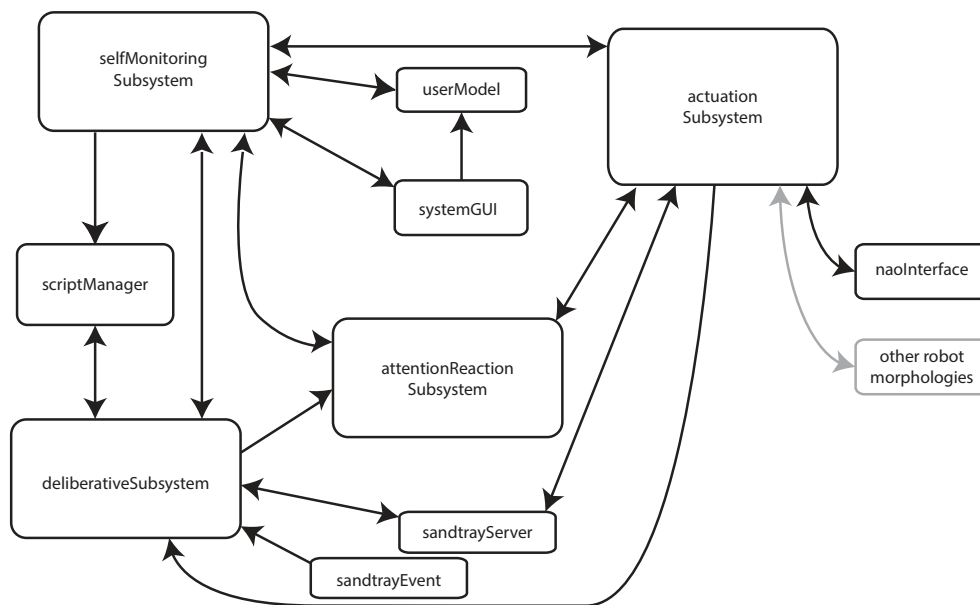 selfMonitoring
Subsystem
actuation
Subsystem
userModel
systemGUI
scriptManager
naoInterface
other robot
morphologies
attentionReaction
Subsystem
deliberativeSubsystem
sandtrayServer
sandtrayEvent